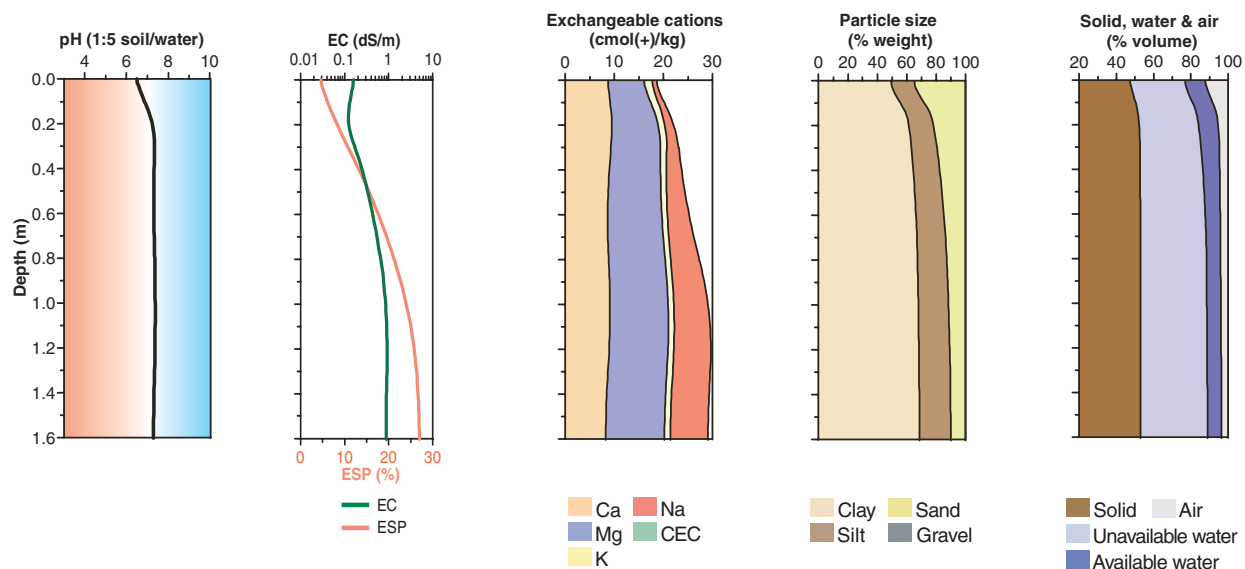 pH (1:5 soil/water)
4 6 8 10
Depth (m)
0.0
0.2
0.4
0.6
0.8
1.0
1.2
1.4
1.6
EC (dS/m)
0.01 0.1 1 10
0 10 20 30
ESP (%)
EC
ESP
Exchangeable cations
(cmol(+)/kg)
0 10 20 30
Ca Na
Mg CEC
K
Particle size
(% weight)
0 20 40 60 80 100
Clay Sand
Silt Gravel
Solid, water & air
(% volume)
20 40 60 80 100
Solid Air
Unavailable water
Available water